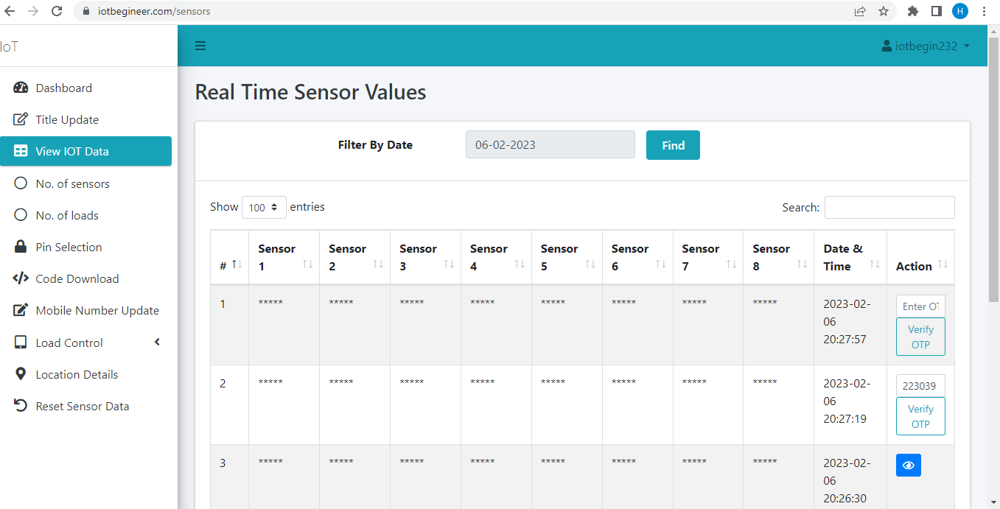 iotbegineer.com/sensors
H
IoT
iotbegin232
Dashboard
Title Update
View IOT Data
No. of sensors
No. of loads
Pin Selection
Code Download
Mobile Number Update
Load Control
Location Details
Reset Sensor Data
Real Time Sensor Values
Filter By Date 06-02-2023 Find
Show 100 entries Search:
# Sensor 1 Sensor 2 Sensor 3 Sensor 4 Sensor 5 Sensor 6 Sensor 7 Sensor 8 Date & Time Action
1 ***** ***** ***** ***** ***** ***** ***** ***** 2023-02-06 20:27:57 Enter OT
Verify OTP
2 ***** ***** ***** ***** ***** ***** ***** ***** 2023-02-06 20:27:19 223039
Verify OTP
3 ***** ***** ***** ***** ***** ***** ***** ***** 2023-02-06 20:26:30